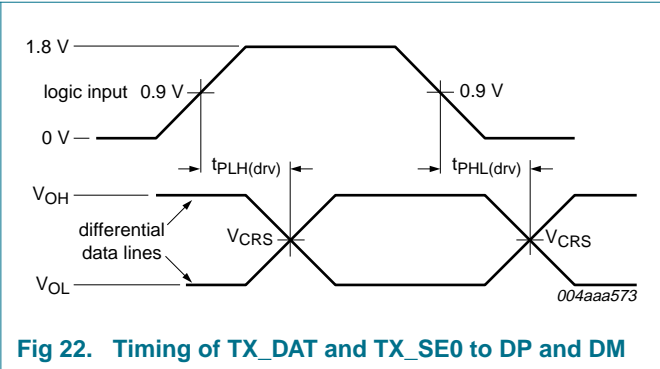 1.8 V
logic input 0.9 V
0.9 V
0 V
tPLH(drv)
tPHL(drv)
VOH
differential
data lines
VCRS
VCRS
VOL
004aaa573
Fig 22. Timing of TX_DAT and TX_SE0 to DP and DM